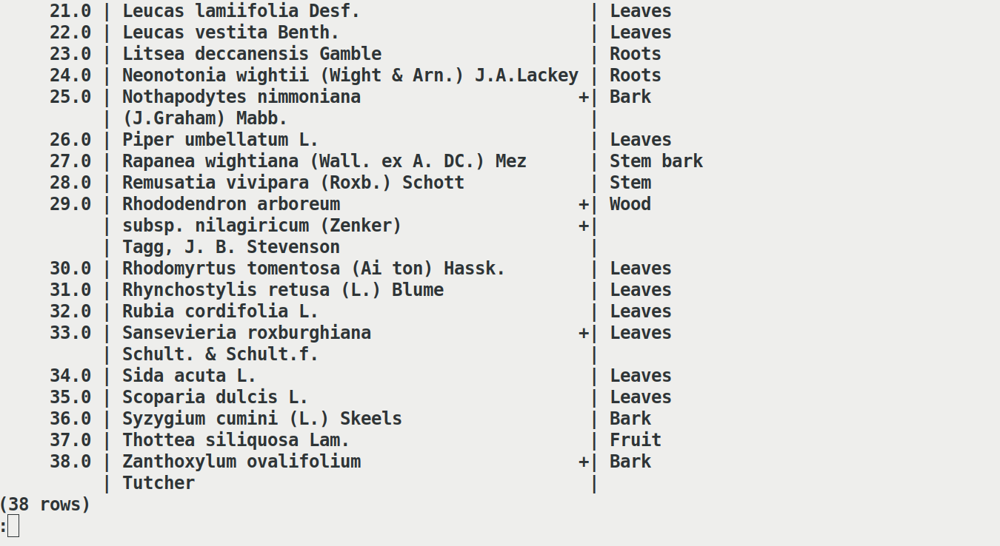 21.0 | Leucas lamiifolia Desf. | Leaves
22.0 | Leucas vestita Benth. | Leaves
23.0 | Litsea deccanensis Gamble | Roots
24.0 | Neonotonia wightii (Wight & Arn.) J.A.Lackey | Roots
25.0 | Nothapodytes nimmoniana +| Bark
| (J.Graham) Mabb. |
26.0 | Piper umbellatum L. | Leaves
27.0 | Rapanea wightiana (Wall. ex A. DC.) Mez | Stem bark
28.0 | Remusatia vivipara (Roxb.) Schott | Stem
29.0 | Rhododendron arboreum +| Wood
| subsp. nilagiricum (Zenker) +|
| Tagg, J. B. Stevenson |
30.0 | Rhodomyrtus tomentosa (Ai ton) Hassk. | Leaves
31.0 | Rhynchostylis retusa (L.) Blume | Leaves
32.0 | Rubia cordifolia L. | Leaves
33.0 | Sansevieria roxburghiana +| Leaves
| Schult. & Schult.f. |
34.0 | Sida acuta L. | Leaves
35.0 | Scoparia dulcis L. | Leaves
36.0 | Syzygium cumini (L.) Skeels | Bark
37.0 | Thottea siliquosa Lam. | Fruit
38.0 | Zanthoxylum ovalifolium +| Bark
| Tutcher |
(38 rows)
: